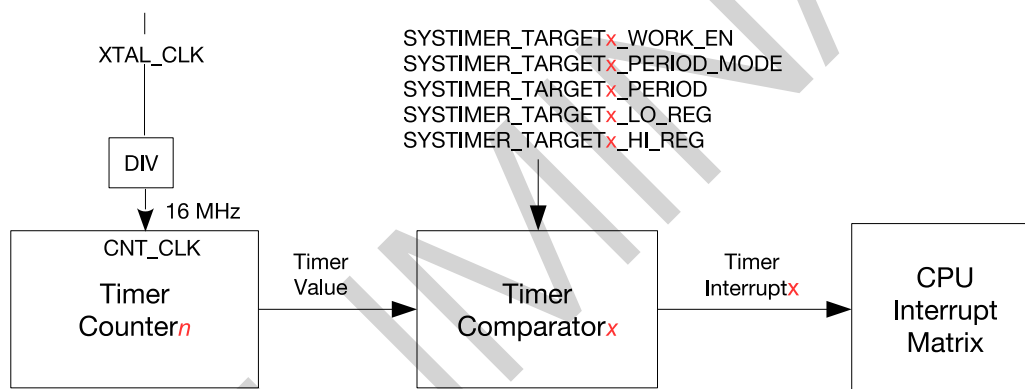 XTAL_CLK
DIV
16 MHz
CNT_CLK
Timer
Countern
Timer
Value
SYSTIMER_TARGETx_WORK_EN
SYSTIMER_TARGETx_PERIOD_MODE
SYSTIMER_TARGETx_PERIOD
SYSTIMER_TARGETx_LO_REG
SYSTIMER_TARGETx_HI_REG
Timer
Comparatorx
Timer
Interruptx
CPU
Interrupt
Matrix